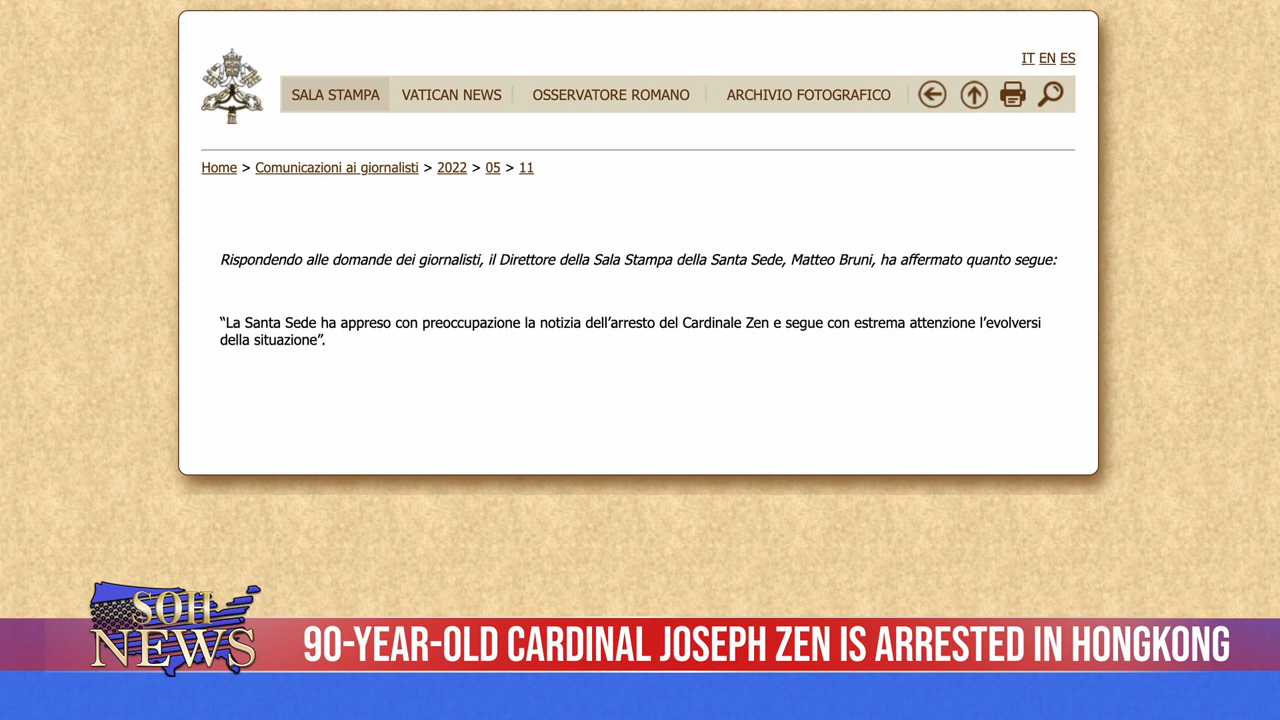 IT EN ES
SALA STAMPA VATICAN NEWS OSSERVATORE ROMANO ARCHIVIO FOTOGRAFICO
Home > Comunicazioni ai giornalisti > 2022 > 05 > 11
Rispondendo alle domande dei giornalisti, il Direttore della Sala Stampa della Santa Sede, Matteo Bruni, ha affermato quanto segue:
“La Santa Sede ha appreso con preoccupazione la notizia dell’arresto del Cardinale Zen e segue con estrema attenzione l’evolversi
della situazione”.
SOH
NEWS
90-YEAR-OLD CARDINAL JOSEPH ZEN IS ARRESTED IN HONGKONG